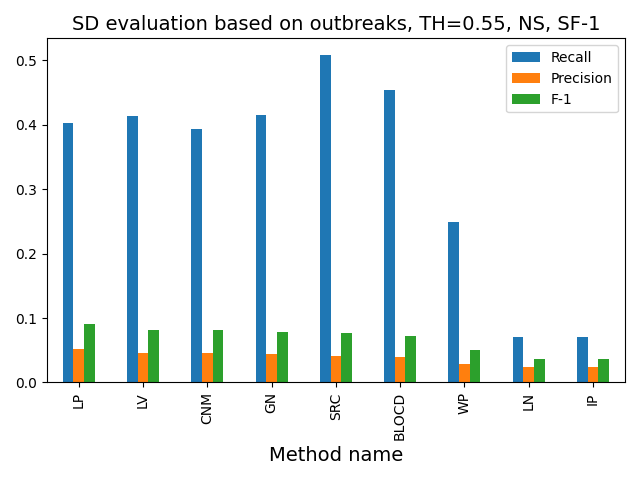 SD evaluation based on outbreaks, TH=0.55, NS, SF-1
Recall
Precision
F-1
0.5
0.4
0.3
0.2
0.1
0.0
LP
LV
CNM
GN
SRC
BLOCD
WP
LN
IP
Method name